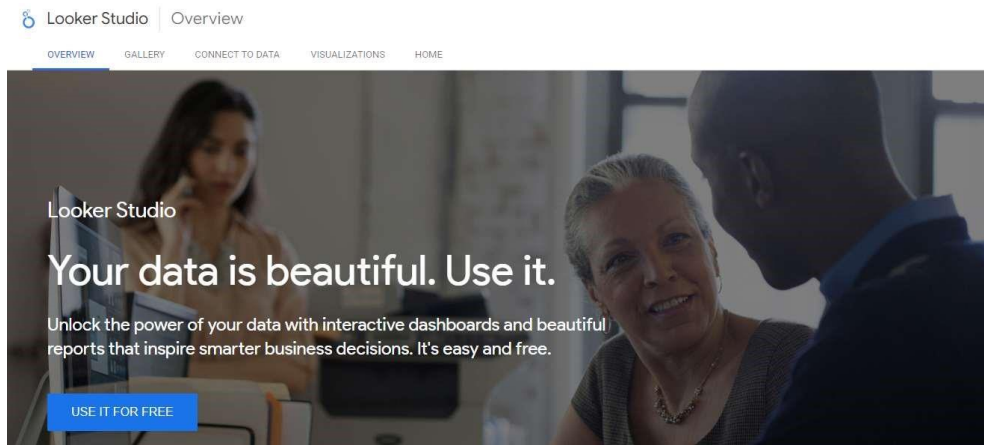 Looker Studio Overview
OVERVIEW GALLERY CONNECT TO DATA VISUALIZATIONS HOME
Looker Studio
Your data is beautiful. Use it.
Unlock the power of your data with interactive dashboards and beautiful
reports that inspire smarter business decisions. It's easy and free.
USE IT FOR FREE